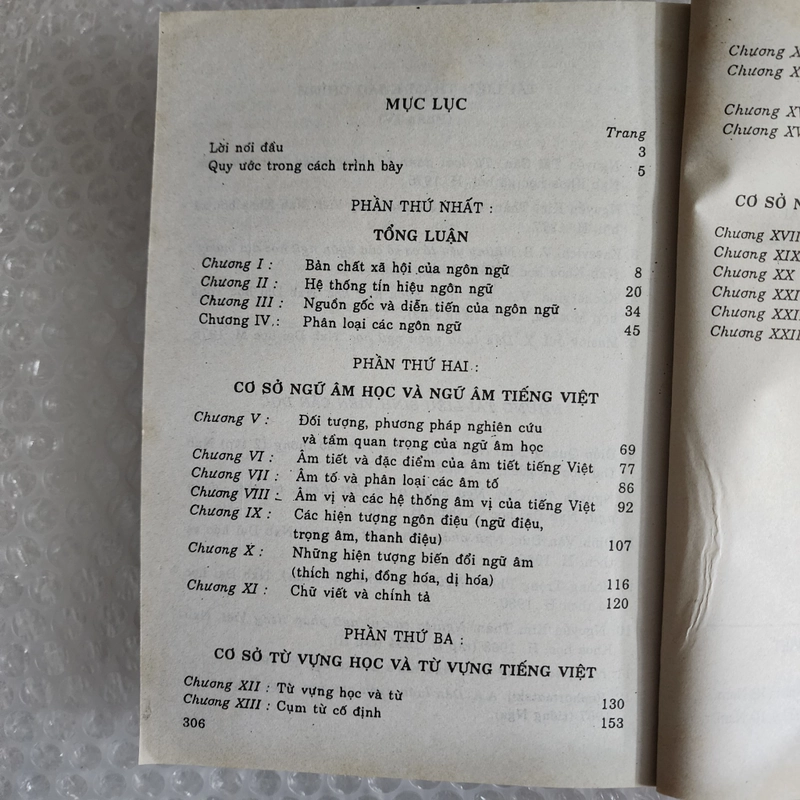 MỤC LỤC
Trang
Lời nói đầu 3
Quy ước trong cách trình bày 5
PHẦN THỨ NHẤT :
TỔNG LUẬN
Chương I : Bản chất xã hội của ngôn ngữ 8
Chương II : Hệ thống tín hiệu ngôn ngữ 20
Chương III : Nguồn gốc và diễn tiến của ngôn ngữ 34
Chương IV.: Phân loại các ngôn ngữ 45
PHẦN THỨ HAI :
CƠ SỞ NGỮ ÂM HỌC VÀ NGỮ ÂM TIẾNG VIỆT
Chương V : Đối tượng, phương pháp nghiên cứu
và tầm quan trọng của ngữ âm học 69
Chương VI : Âm tiết và đặc điểm của âm tiết tiếng Việt 77
Chương VII : Âm tố và phân loại các âm tố 86
Chương VIII : Âm vị và các hệ thống âm vị của tiếng Việt 92
Chương IX : Các hiện tượng ngôn điệu (ngữ điệu,
trọng âm, thanh điệu) 107
Chương X : Những hiện tượng biến đổi ngữ âm
(thích nghi, đồng hóa, dị hóa) 116
Chương XI : Chữ viết và chính tả 120
PHẦN THỨ BA :
CƠ SỞ TỪ VỰNG HỌC VÀ TỪ VỰNG TIẾNG VIỆT
Chương XII : Từ vựng học và từ 130
Chương XIII : Cụm từ cố định 153
306
Chương X
Chương X
Chương XV
Chương XV
CƠ SỞ N
Chương XVII
Chương XIX
Chương XX
Chương XXI
Chương XXI
Chương XXII